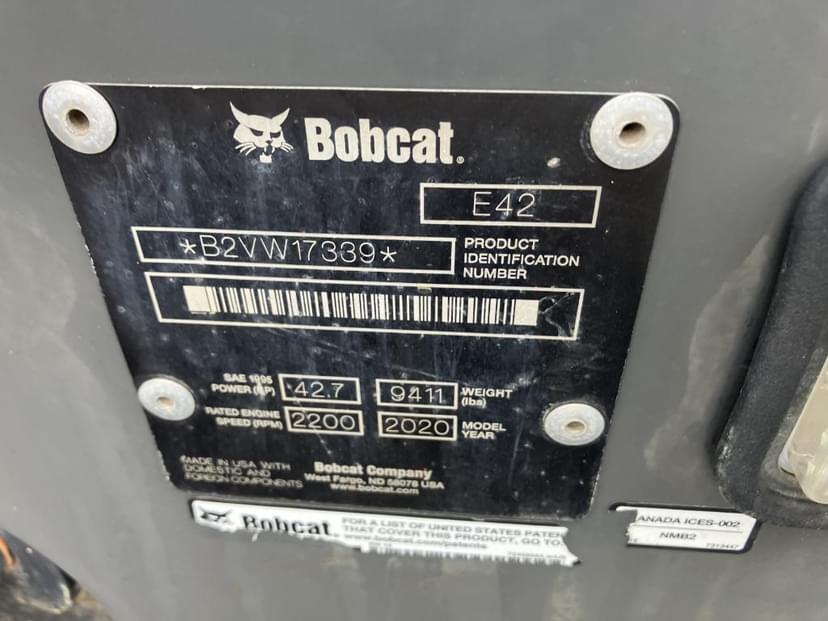 Bobcat.
E42
*B2VW17339*
PRODUCT
IDENTIFICATION
NUMBER
SAE 1995
POWER (HP)
42.7
9411
WEIGHT
(lbs)
RATED ENGINE
SPEED (RPM)
2200
2020
MODEL
YEAR
MADE IN USA WITH
DOMESTIC AND
FOREIGN COMPONENTS
Bobcat Company
West Fargo, ND 58078 USA
www.bobcat.com
Bobcat.
FOR A LIST OF UNITED STATES PATEN
THAT COVER THIS PRODUCT, GO TO:
www.bobcat.com/patents
ANADA ICES-002
NMB2
7313447